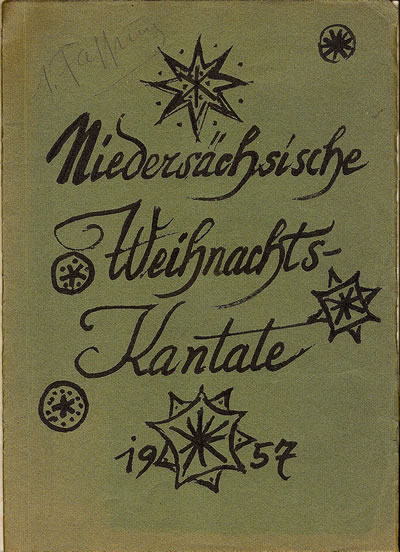 Niedersächsische
Weihnachts-
Kantate
1957